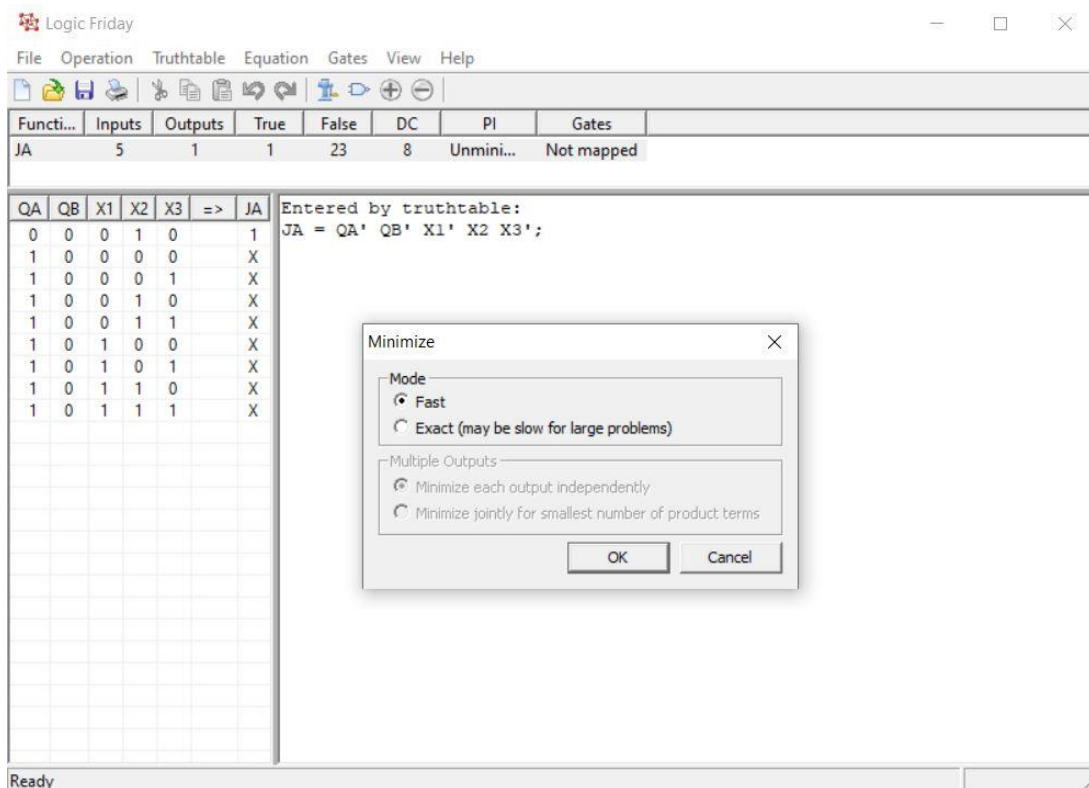 Logic Friday
File Operation Truthtable Equation Gates View Help
Functi... Inputs Outputs True False DC PI Gates
JA 5 1 1 23 8 Unmini... Not mapped
QA QB X1 X2 X3 => JA
0 0 0 1 0 1
1 0 0 0 0 X
1 0 0 0 1 X
1 0 0 1 0 X
1 0 0 1 1 X
1 0 1 0 0 X
1 0 1 0 1 X
1 0 1 1 0 X
1 0 1 1 1 X
Entered by truthtable:
JA = QA' QB' X1' X2 X3';
Minimize
Mode
Fast
Exact (may be slow for large problems)
Multiple Outputs
Minimize each output independently
Minimize jointly for smallest number of product terms
OK Cancel
Ready